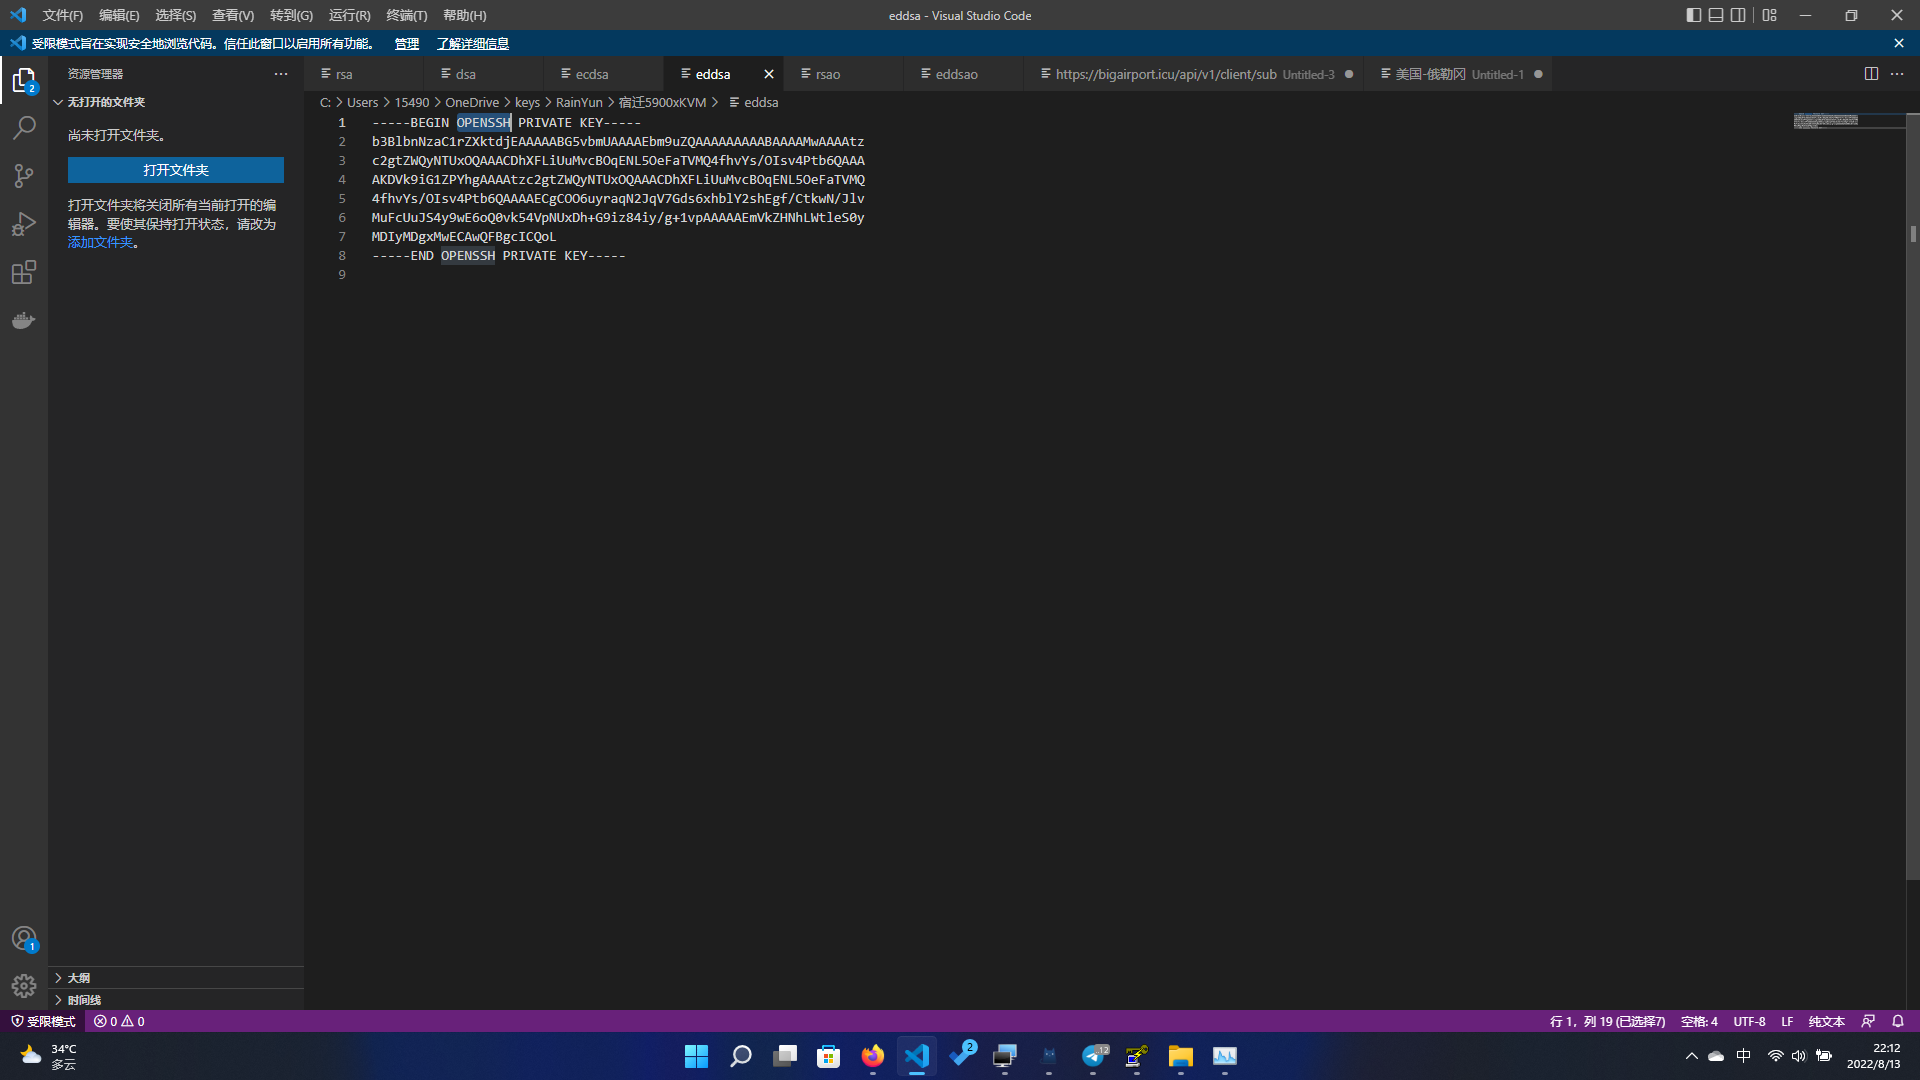 文件(F) 编辑(E) 选择(S) 查看(V) 转到(G) 运行(R) 终端(T) 帮助(H)
eddsa - Visual Studio Code
受限模式旨在实现安全地浏览代码。信任此窗口以启用所有功能。 管理 了解详细信息
资源管理器
无打开的文件夹
尚未打开文件夹。
打开文件夹
打开文件夹将关闭所有当前打开的编
辑器。要使其保持打开状态，请改为
添加文件夹。
大纲
时间线
2
1
rsa dsa ecdsa eddsa rsao eddsao https://bigairport.icu/api/v1/client/sub Untitled-3 美国-俄勒冈 Untitled-1
C: > Users > 15490 > OneDrive > keys > RainYun > 宿迁5900xKVM > eddsa
1 -----BEGIN OPENSSH PRIVATE KEY-----
2 b3BlbnNzaC1rZXktdjEAAAAABG5vbmUAAAAEbm9uZQAAAAAAAAABAAAAMwAAAAtz
3 c2gtZWQyNTUxOQAAACDhXFLiUuMvcBOqENL5OeFaTVMQ4fhvYs/OIsv4Ptb6QAAA
4 AKDVk9iG1ZPYhgAAAAtzc2gtZWQyNTUxOQAAACDhXFLiUuMvcBOqENL5OeFaTVMQ
5 4fhvYs/OIsv4Ptb6QAAAAECgCOO6uyraqN2JqV7Gds6xhblY2shEgf/CtkwN/Jlv
6 MuFcUuJS4y9wE6oQ0vk54VpNUxDh+G9iz84iy/g+1vpAAAAAEmVkZHNhLWtleS0y
7 MDIyMDgxMwECAwQFBgcICQoL
8 -----END OPENSSH PRIVATE KEY-----
9
受限模式 0 0
行 1，列 19 (已选择7) 空格: 4 UTF-8 LF 纯文本
34°C
多云
2
12
中
22:12
2022/8/13